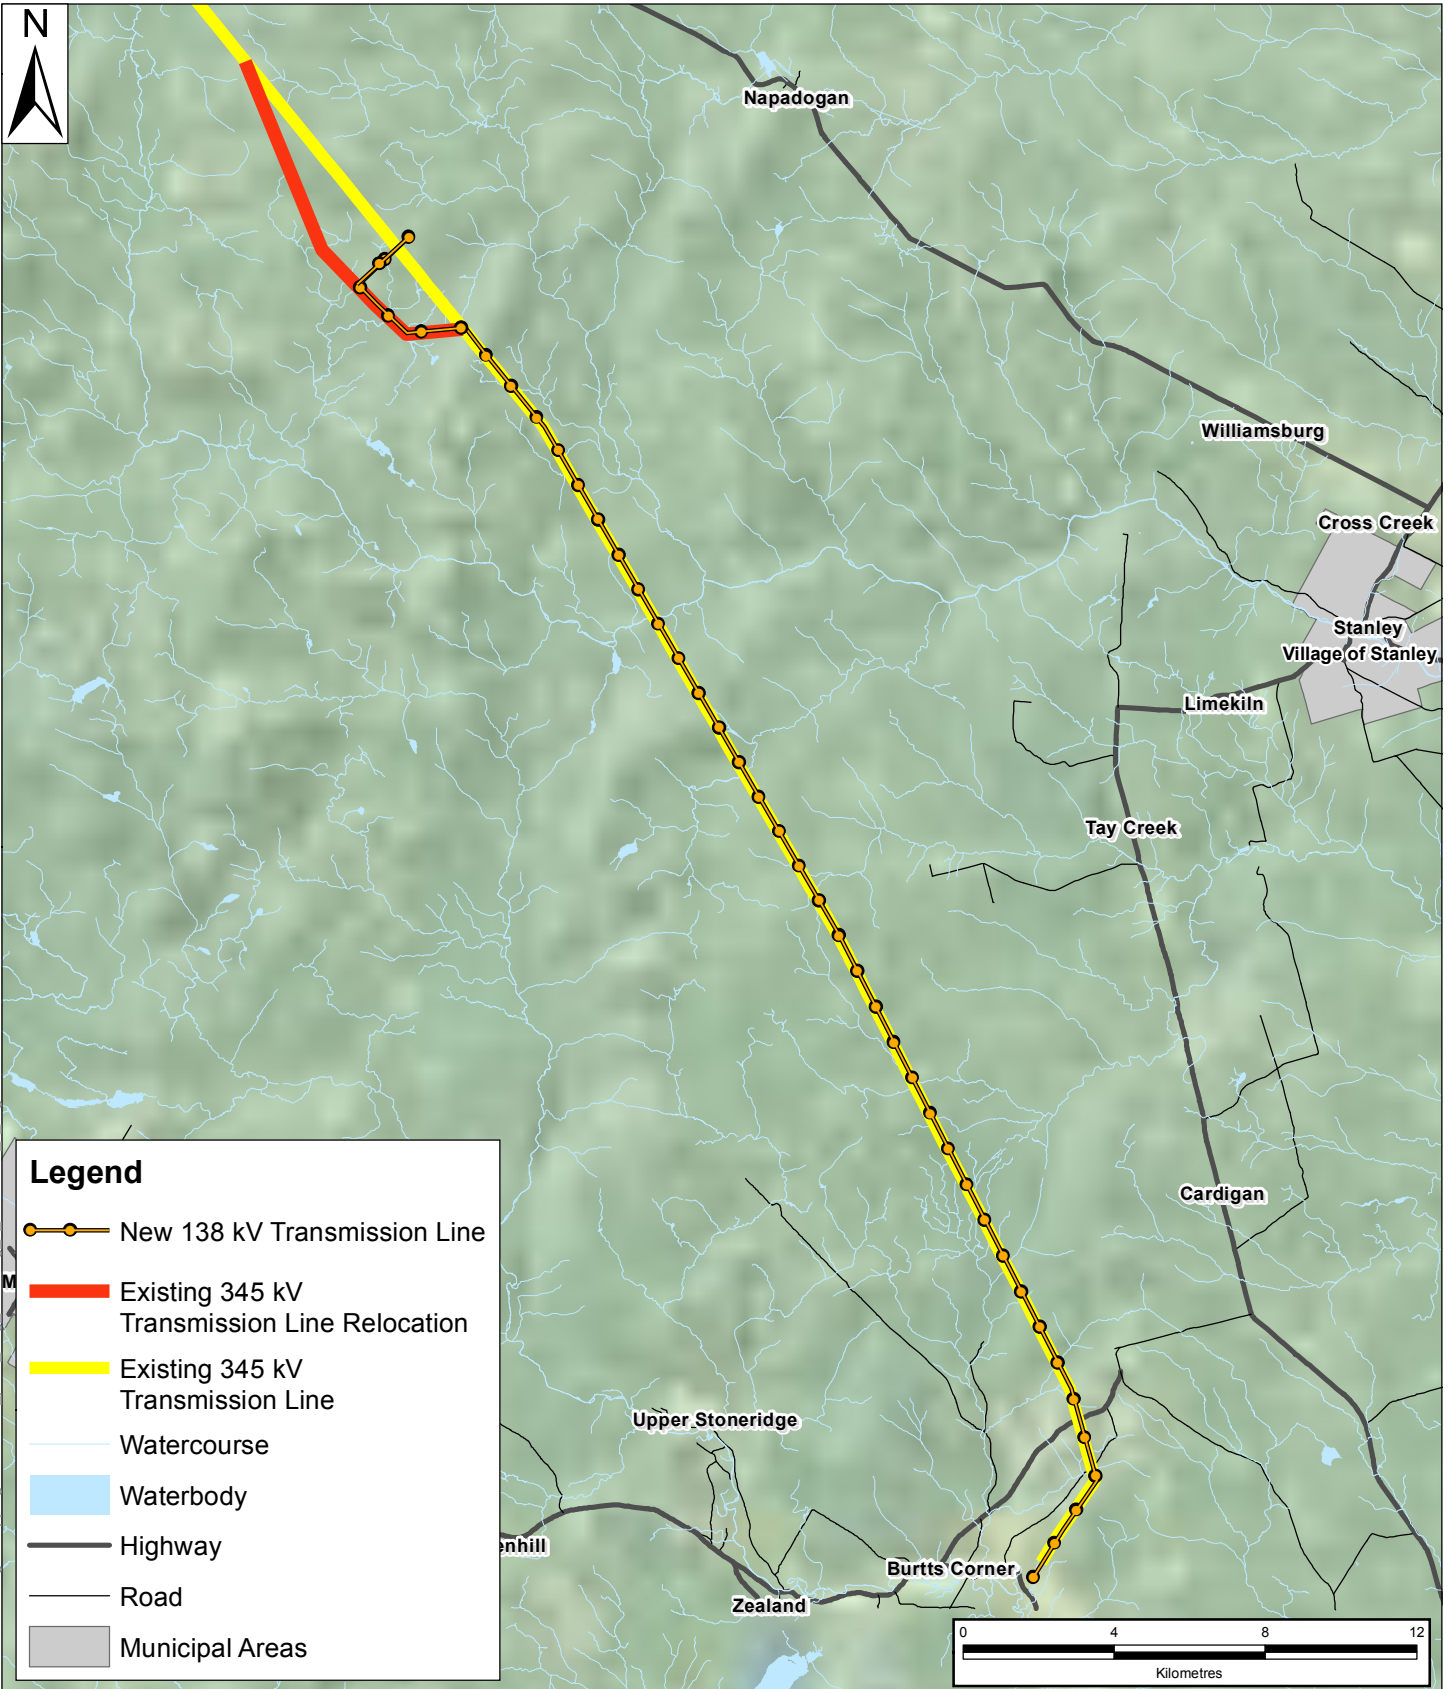 N
Napadogan
Williamsburg
Cross Creek
Stanley
Village of Stanley
Limekiln
Tay Creek
Cardigan
Legend
New 138 kV Transmission Line
Existing 345 kV
Transmission Line Relocation
Existing 345 kV
Transmission Line
Watercourse
Waterbody
Highway
Road
Municipal Areas
M
Upper Stoneridge
enhill
Burtts Corner
Zealand
0 4 8 12
Kilometres